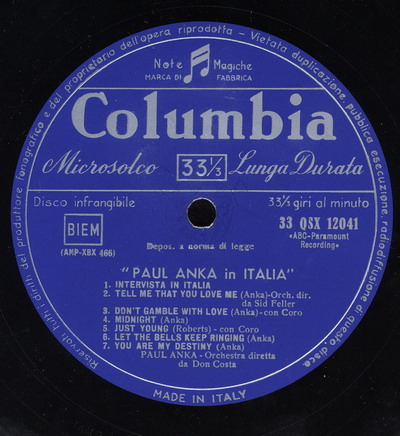 Riservati tutti i diritti del produttore fonografico e del proprietario dell'opera riprodotta - Vietata duplicazione, pubblica esecuzione, radiodiffusione di questo disco.
Note Magiche
MARCA DI FABBRICA
Columbia
Microsolco 33⅓ Lunga Durata
Disco infrangibile 33⅓ giri al minuto
BIEM 33 QSX 12041
(AMP-XBX 466) «ABC-Paramount
Recording»
Depos. a norma di legge
"PAUL ANKA in ITALIA"
1. INTERVISTA IN ITALIA
2. TELL ME THAT YOU LOVE ME (Anka)-Orch. dir.
da Sid Feller
3. DON'T GAMBLE WITH LOVE (Anka)-con Coro
4. MIDNIGHT (Anka)
5. JUST YOUNG (Roberts) - con Coro
6. LET THE BELLS KEEP RINGING (Anka)
7. YOU ARE MY DESTINY (Anka)
PAUL ANKA - Orchestra diretta
da Don Costa
MADE IN ITALY